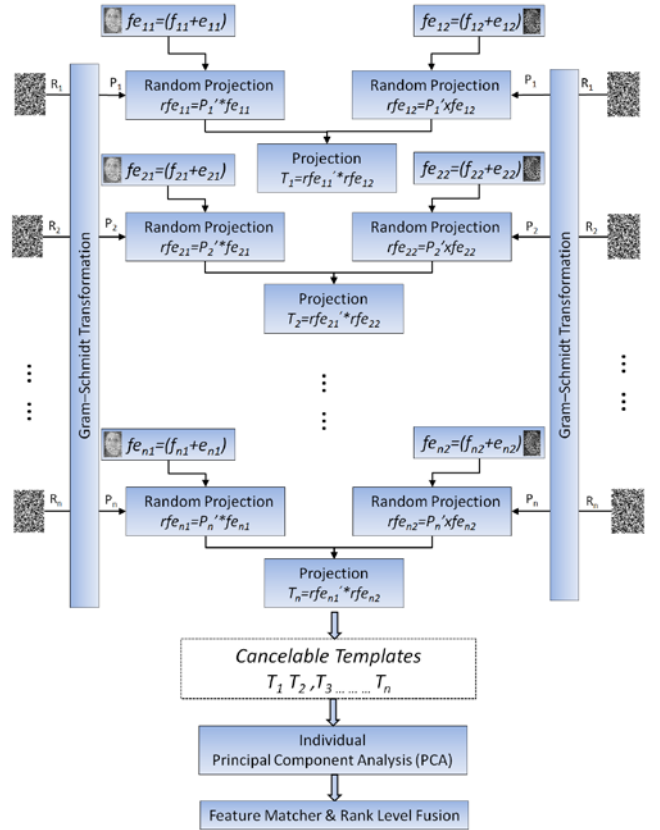 fe11=(f11+e11)
fe12=(f12+e12)
R1
P1
Random Projection
rfe11=P1'*fe11
Random Projection
rfe12=P1'xfe12
P1
R1
Projection
T1=rfe11'*rfe12
fe21=(f21+e21)
fe22=(f22+e22)
R2
P2
Random Projection
rfe21=P2'*fe21
Random Projection
rfe22=P2'xfe22
P2
R2
Projection
T2=rfe21'*rfe22
Gram–Schmidt Transformation
Gram–Schmidt Transformation
fen1=(fn1+en1)
fen2=(fn2+en2)
Rn
Pn
Random Projection
rfen1=Pn'*fen1
Random Projection
rfen2=Pn'xfen2
Pn
Rn
Projection
Tn=rfen1'*rfen2
Cancelable Templates
T1 T2 ,T3 ... ... ... Tn
Individual
Principal Component Analysis (PCA)
Feature Matcher & Rank Level Fusion